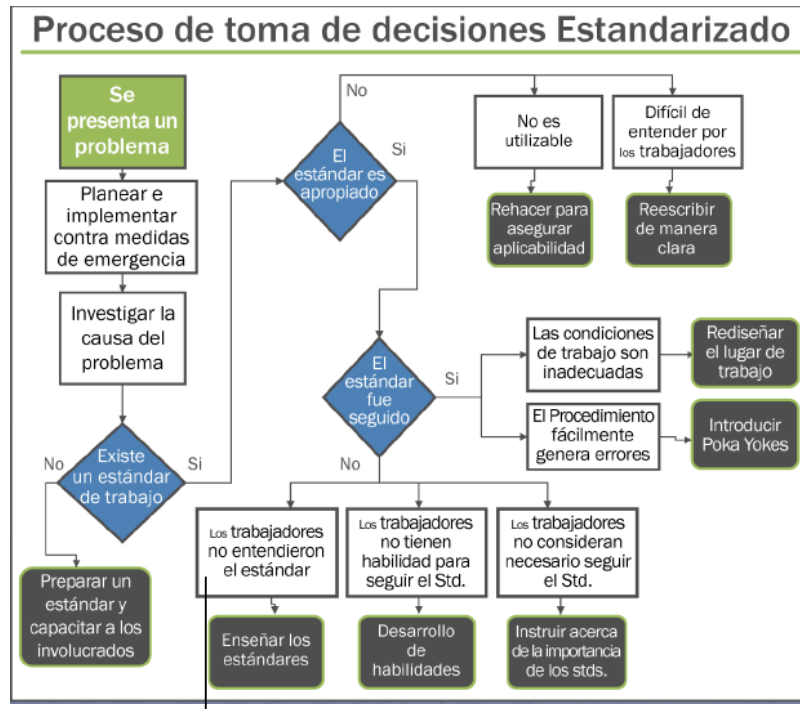 Proceso de toma de decisiones Estandarizado
Se
presenta un
problema
Planear e
implementar
contra medidas
de emergencia
Investigar la
causa del
problema
Existe
un estándar
de trabajo
No
Si
Preparar un
estándar y
capacitar a los
involucrados
El
estándar es
apropiado
No
Si
No es
utilizable
Difícil de
entender por
los trabajadores
Rehacer para
asegurar
aplicabilidad
Reescribir
de manera
clara
El
estándar
fue
seguido
Si
No
Las condiciones
de trabajo son
inadecuadas
Rediseñar
el lugar de
trabajo
El Procedimiento
fácilmente
genera errores
Introducir
Poka Yokes
Los trabajadores
no entendieron
el estándar
Los trabajadores
no tienen
habilidad para
seguir el Std.
Los trabajadores
no consideran
necesario seguir
el Std.
Enseñar los
estándares
Desarrollo
de
habilidades
Instruir acerca
de la importancia
de los stds.